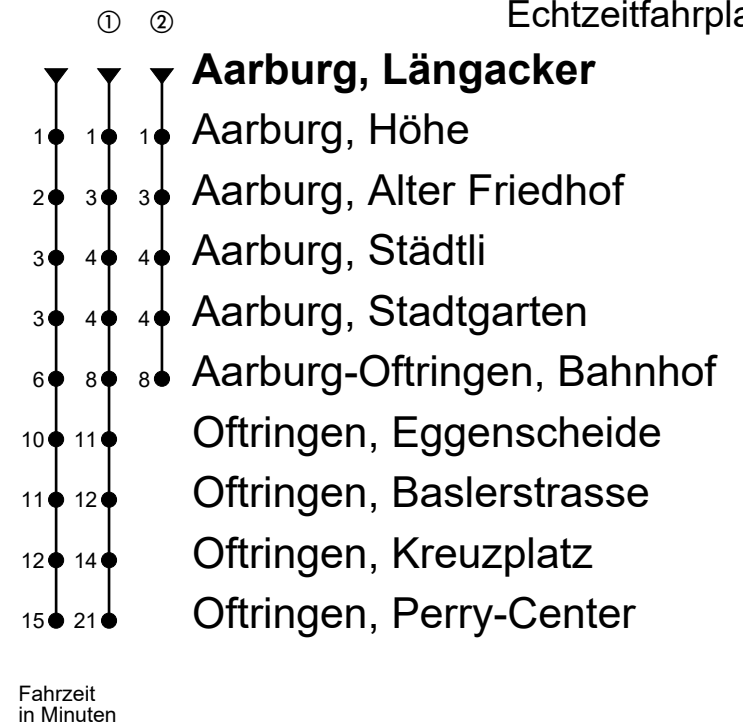 ① ② Echtzeitfahrpla
Aarburg, Längacker
1 1 1 Aarburg, Höhe
2 3 3 Aarburg, Alter Friedhof
3 4 4 Aarburg, Städtli
3 4 4 Aarburg, Stadtgarten
6 8 8 Aarburg-Oftringen, Bahnhof
10 11 Oftringen, Eggenscheide
11 12 Oftringen, Baslerstrasse
12 14 Oftringen, Kreuzplatz
15 21 Oftringen, Perry-Center
Fahrzeit
in Minuten